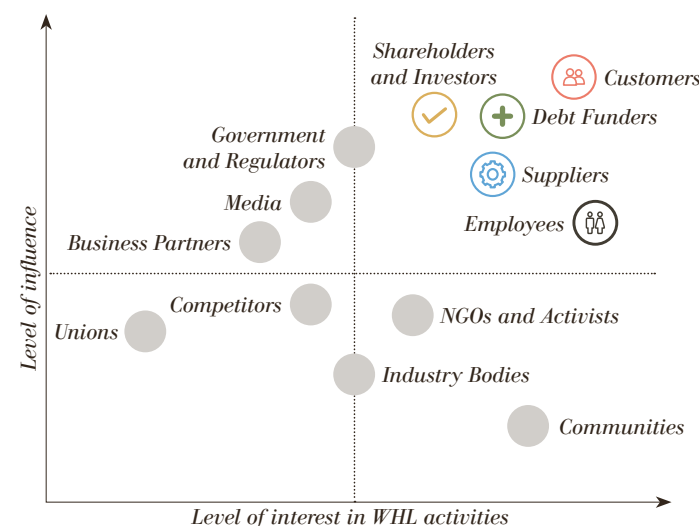 Shareholders
and Investors
Customers
Debt Funders
Government
and Regulators
Suppliers
Media
Employees
Business Partners
Competitors
NGOs and Activists
Unions
Industry Bodies
Communities
Level of influence
Level of interest in WHL activities